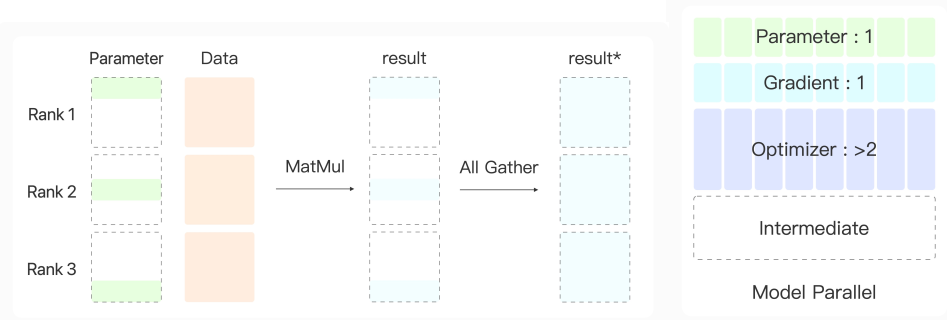 Parameter Data result result*
Rank 1
MatMul All Gather
Rank 2
Rank 3
Parameter : 1
Gradient : 1
Optimizer : >2
Intermediate
Model Parallel